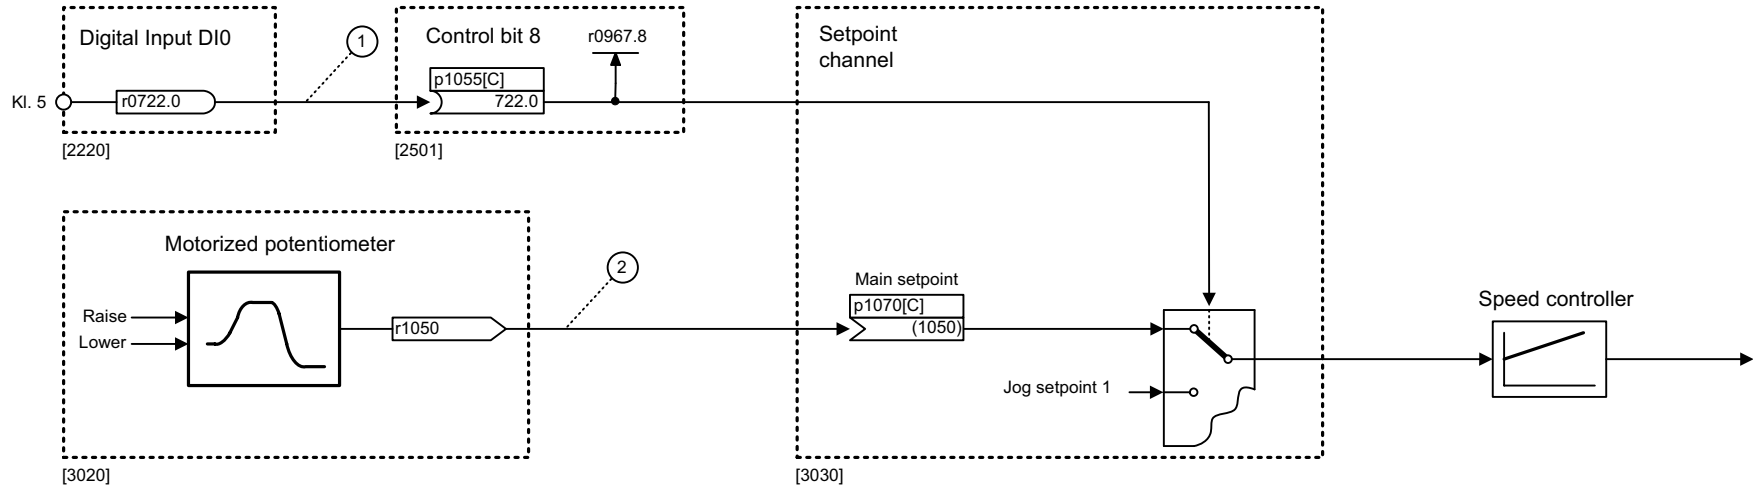 Digital Input DI0
1
Control bit 8
r0967.8
Setpoint
channel
p1055[C]
Kl. 5
r0722.0
722.0
[2220]
[2501]
Motorized potentiometer
2
Main setpoint
p1070[C]
Raise
r1050
(1050)
Lower
Speed controller
Jog setpoint 1
[3020]
[3030]